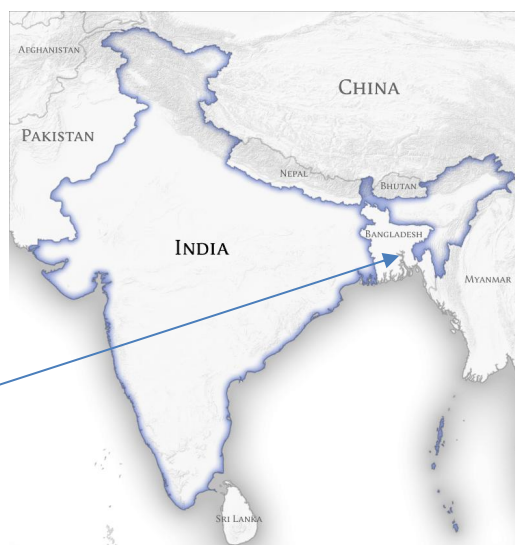 AFGHANISTAN
CHINA
PAKISTAN
NEPAL
BHUTAN
BANGLADESH
INDIA
MYANMAR
SRI LANKA